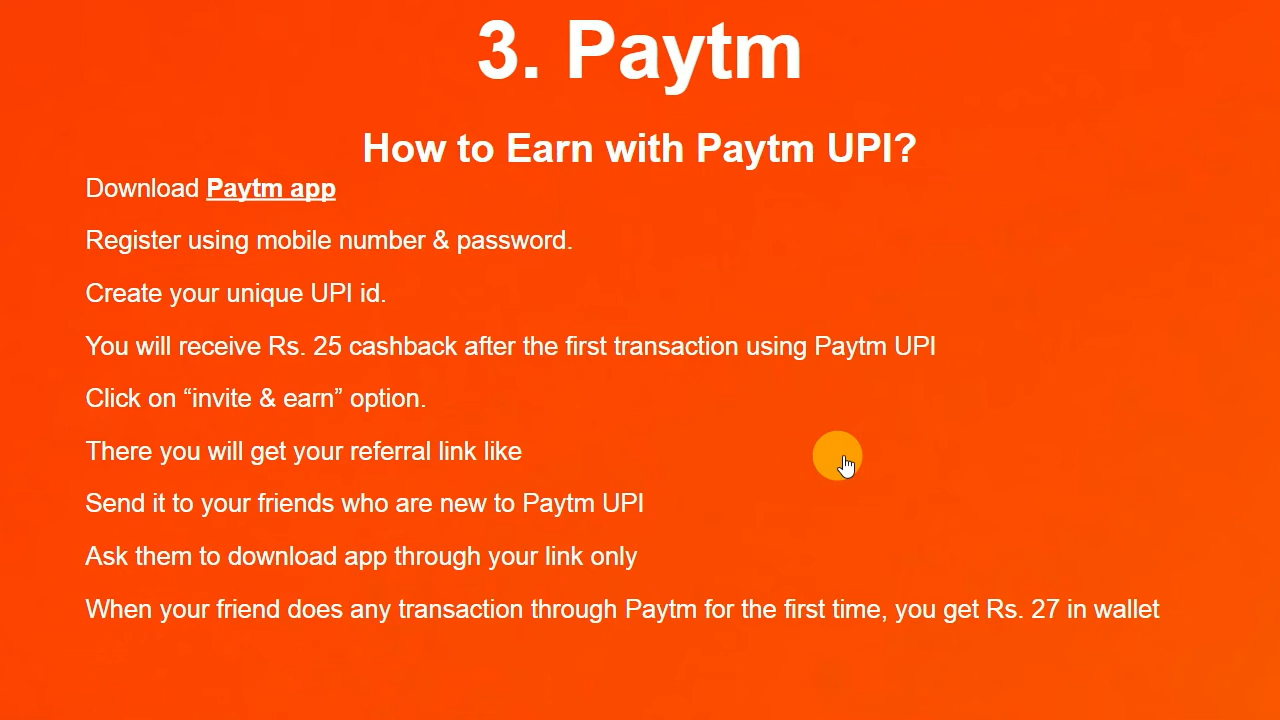 3. Paytm
How to Earn with Paytm UPI?
Download Paytm app
Register using mobile number & password.
Create your unique UPI id.
You will receive Rs. 25 cashback after the first transaction using Paytm UPI
Click on “invite & earn” option.
There you will get your referral link like
Send it to your friends who are new to Paytm UPI
Ask them to download app through your link only
When your friend does any transaction through Paytm for the first time, you get Rs. 27 in wallet